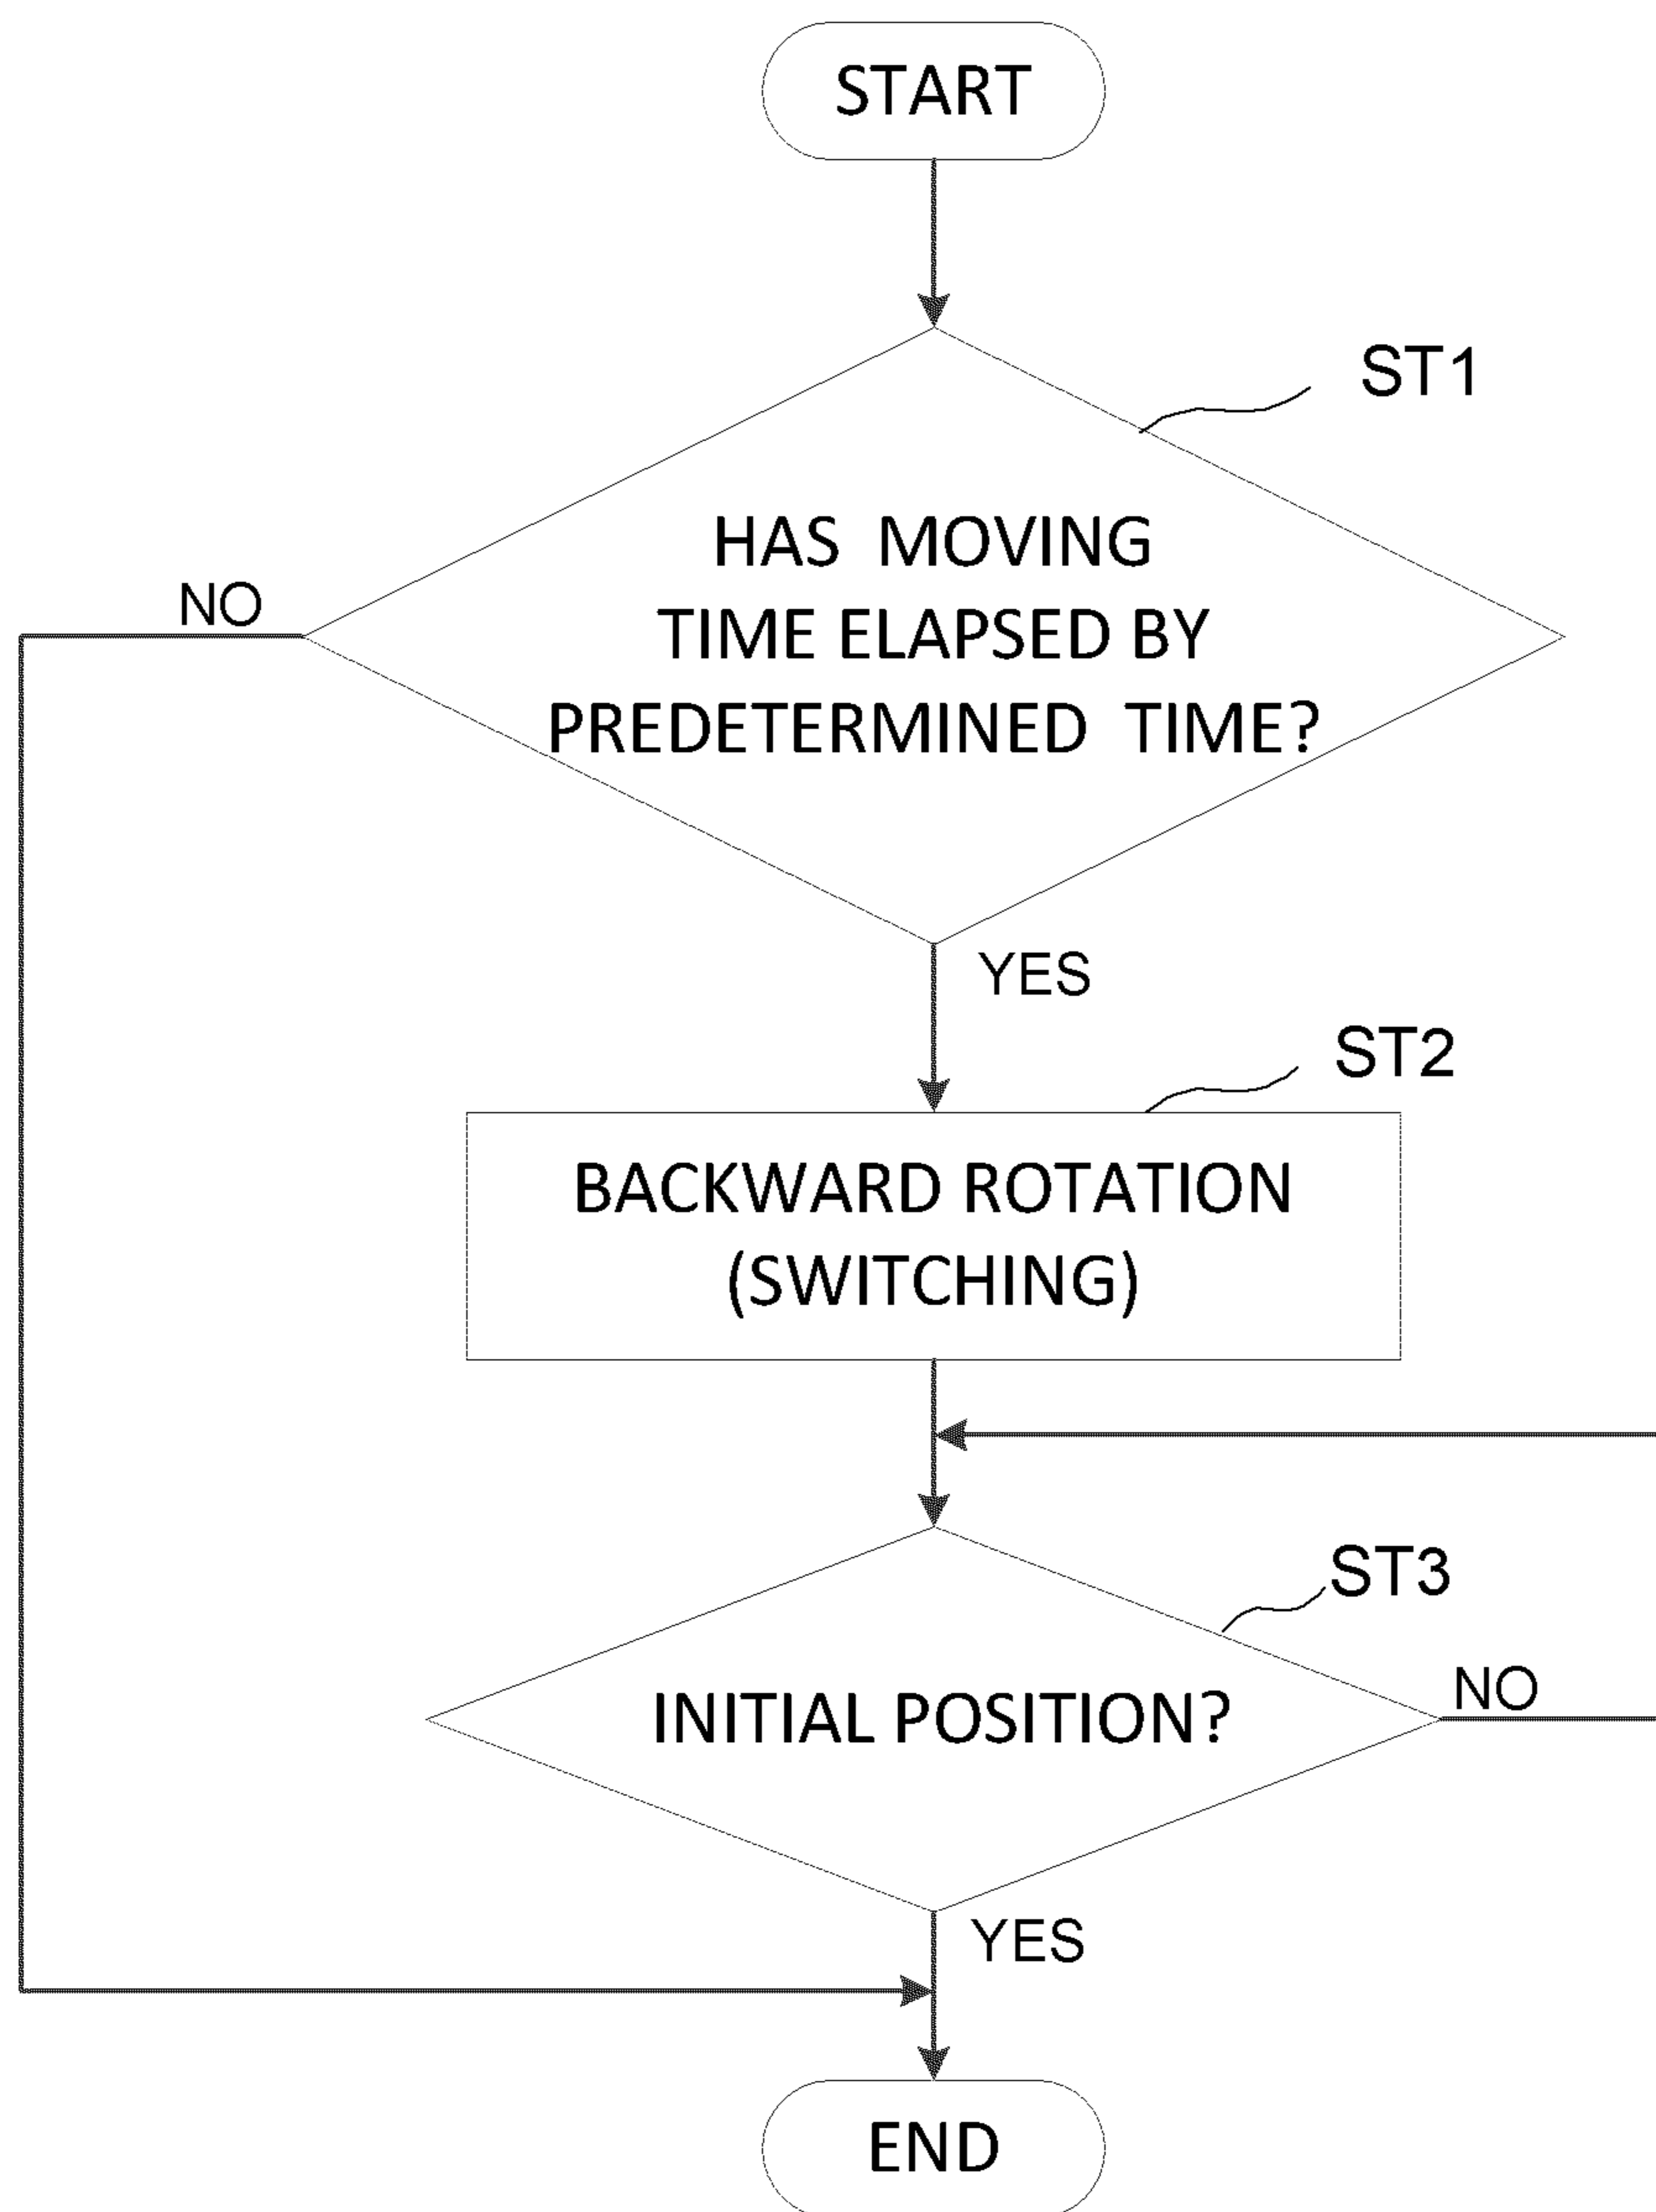 START
ST1
HAS MOVING
TIME ELAPSED BY
PREDETERMINED TIME?
NO
YES
ST2
BACKWARD ROTATION
(SWITCHING)
ST3
INITIAL POSITION?
NO
YES
END